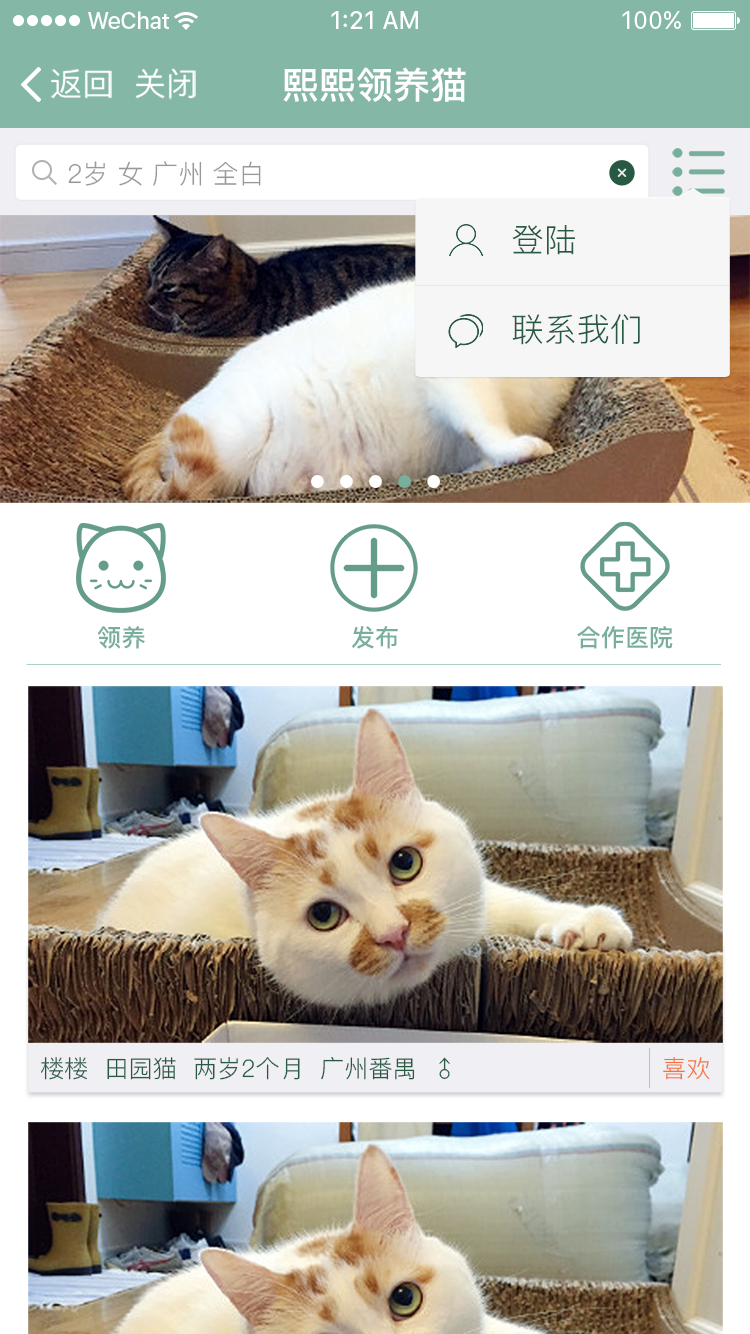 WeChat 1:21 AM 100%
返回 关闭 熙熙领养猫
2岁 女 广州 全白
登陆
联系我们
领养 发布 合作医院
楼楼 田园猫 两岁2个月 广州番禺 ♂ 喜欢